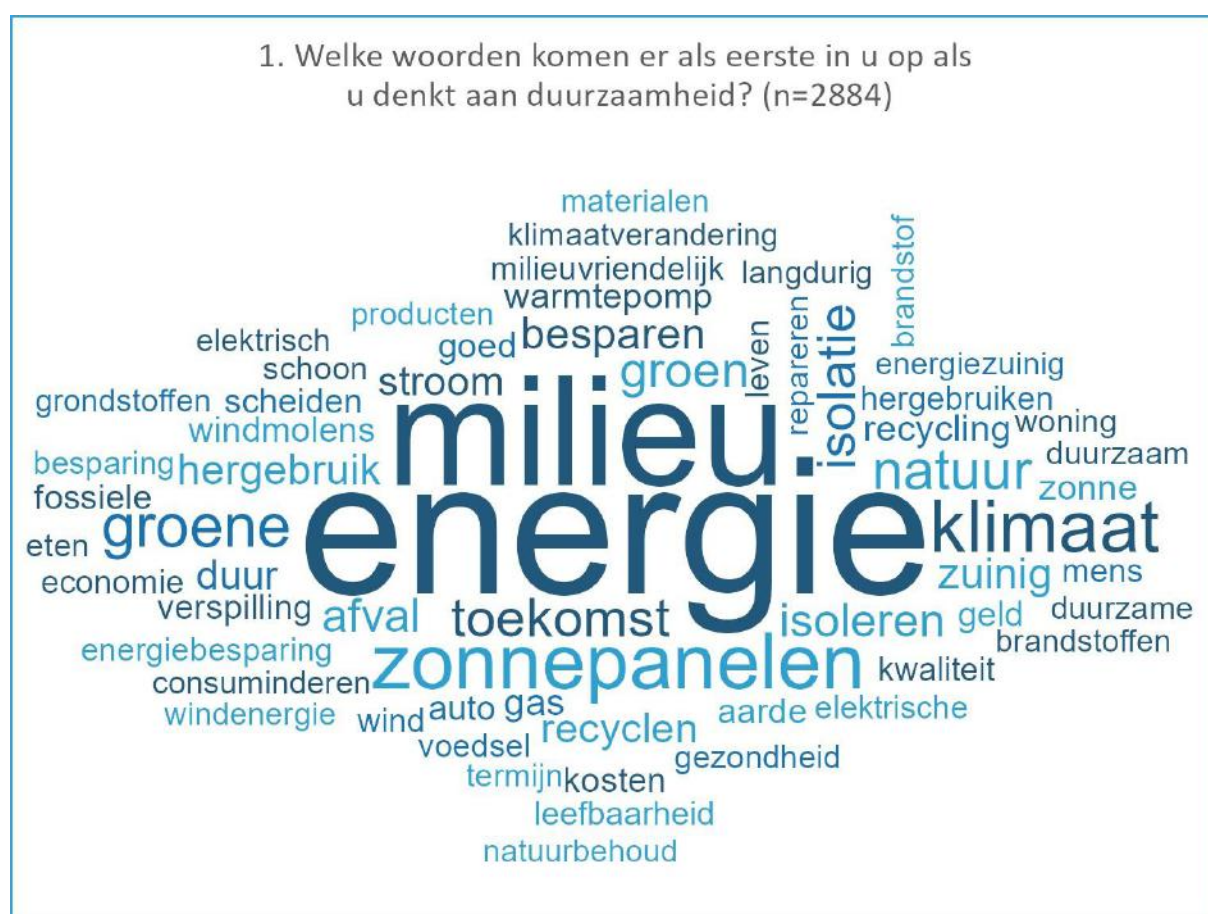 1. Welke woorden komen er als eerste in u op als
u denkt aan duurzaamheid? (n=2884)
materialen
klimaatverandering
brandstof
milieuvriendelijk langdurig
warmtepomp
producten
elektrisch
goed besparen
leven
repareren
isolatie
schoon
stroom
groen
energiezuinig
grondstoffen scheiden
milieu
hergebruiken
windmolens
recycling woning
besparing hergebruik
natuur duurzaam
fossiele
zonne
groene
energie
klimaat
eten
economie duur
zuinig mens
verspilling afval toekomst isoleren geld duurzame
brandstoffen
energiebesparing
zonnepanelen
kwaliteit
consuminderen
windenergie wind auto gas
recyclen
aarde elektrische
voedsel
gezondheid
termijn kosten
leefbaarheid
natuurbehoud